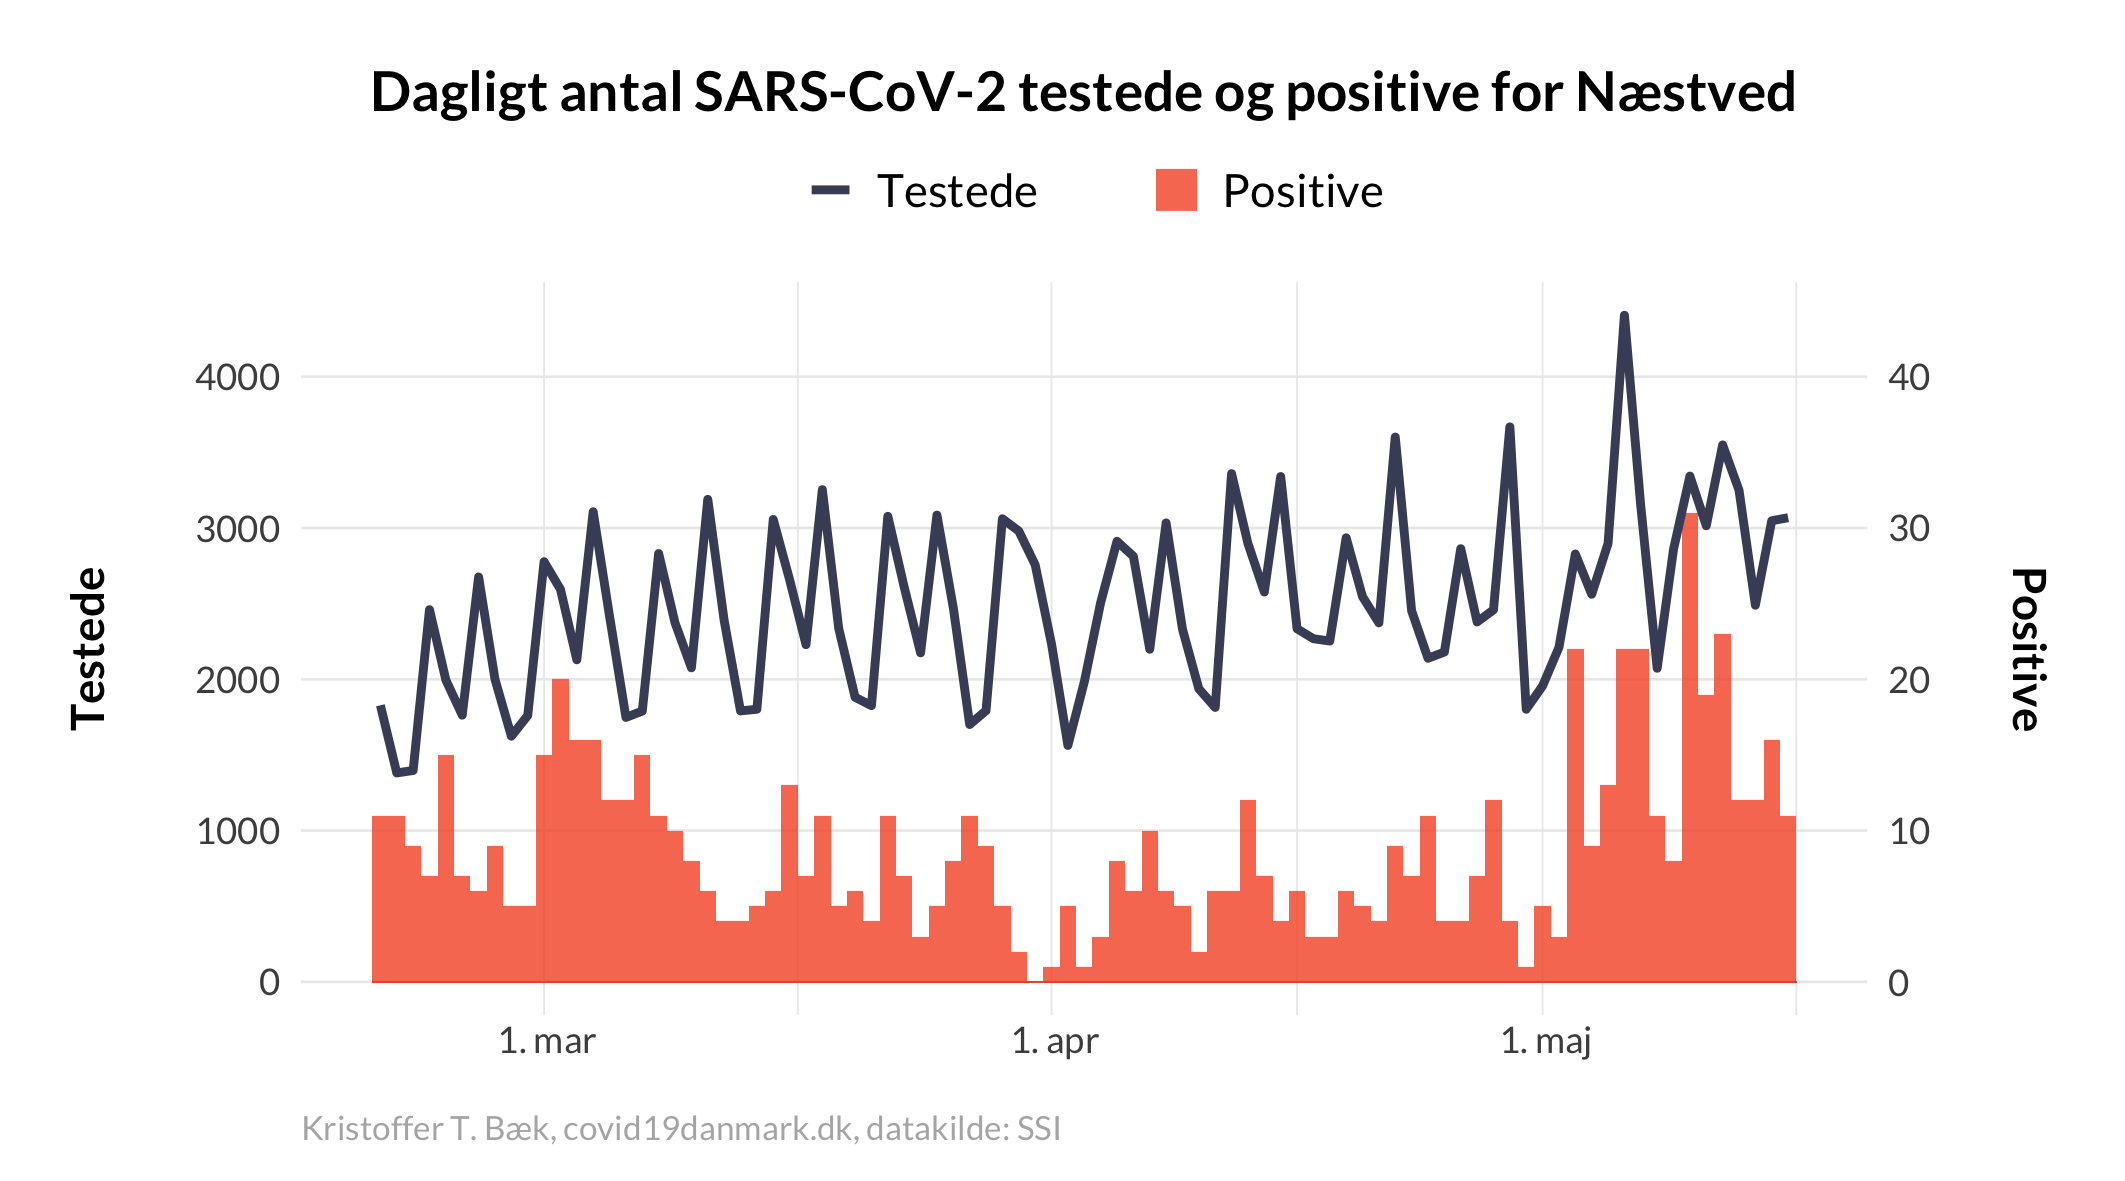 Dagligt antal SARS-CoV-2 testede og positive for Næstved
Testede
Positive
4000
3000
2000
1000
0
Testede
40
30
20
10
0
Positive
1. mar
1. apr
1. maj
Kristoffer T. Bæk, covid19danmark.dk, datakilde: SSI